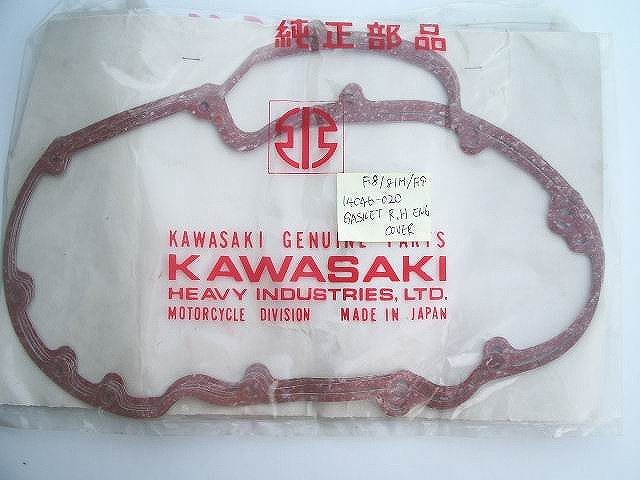 純正部品
F8/81M/F9
14046-020
GASKET R.H ENG
COVER
KAWASAKI GENUINE PARTS
KAWASAKI
HEAVY INDUSTRIES, LTD.
MOTORCYCLE DIVISION MADE IN JAPAN